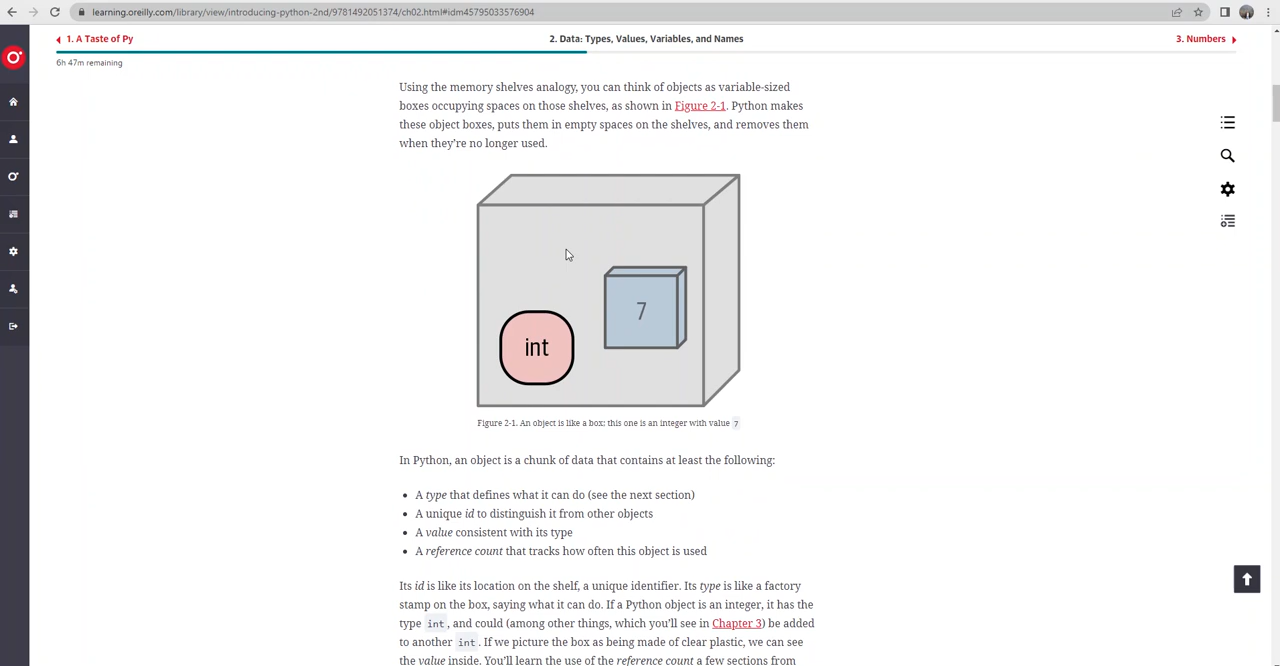 learning.oreilly.com/library/view/introducing-python-2nd/9781492051374/ch02.html#idm45795033576904
1. A Taste of Py
2. Data: Types, Values, Variables, and Names
3. Numbers
6h 47m remaining
Using the memory shelves analogy, you can think of objects as variable-sized
boxes occupying spaces on those shelves, as shown in Figure 2-1. Python makes
these object boxes, puts them in empty spaces on the shelves, and removes them
when they’re no longer used.
7
int
Figure 2-1. An object is like a box; this one is an integer with value 7
In Python, an object is a chunk of data that contains at least the following:
• A type that defines what it can do (see the next section)
• A unique id to distinguish it from other objects
• A value consistent with its type
• A reference count that tracks how often this object is used
Its id is like its location on the shelf, a unique identifier. Its type is like a factory
stamp on the box, saying what it can do. If a Python object is an integer, it has the
type int, and could (among other things, which you’ll see in Chapter 3) be added
to another int. If we picture the box as being made of clear plastic, we can see
the value inside. You’ll learn the use of the reference count a few sections from